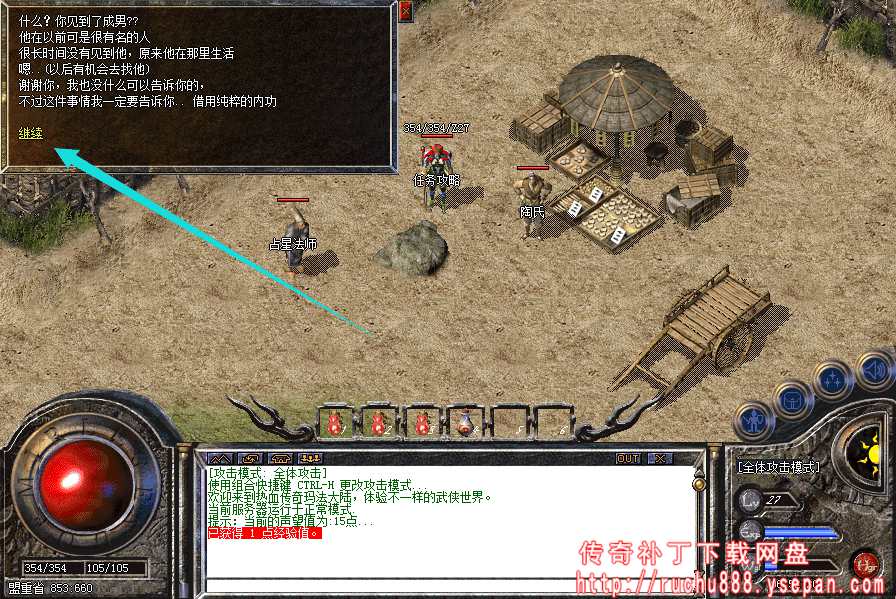 什么?你见到了成男??
他在以前可是很有名的人
很长时间没有见到他，原来他在那里生活
嗯..(以后有机会去找他)
谢谢你，我也没什么可以告诉你的，
不过这件事情我一定要告诉你..借用纯粹的内功
继续
354/354/Z27
任务攻略
陶氏
占星法师
OUT
[攻击模式: 全体攻击]
使用组合快捷键 CTRL-H 更改攻击模式...
欢迎来到热血传奇玛法大陆，体验不一样的武侠世界。
当前服务器运行于正常模式
提示: 当前的声望值为:15点...
已获得 1 点经验值。
[全体攻击模式]
27
354/354
105/105
盟重省 853:660
传奇补丁下载网盘
http://ruchu888.ysepan.com